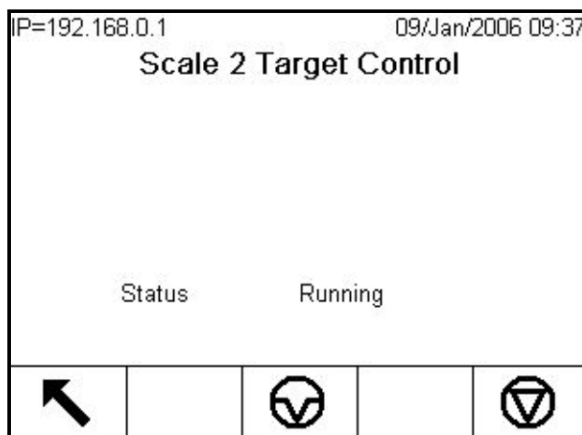 IP=192.168.0.1 09/Jan/2006 09:37
Scale 2 Target Control
Status Running